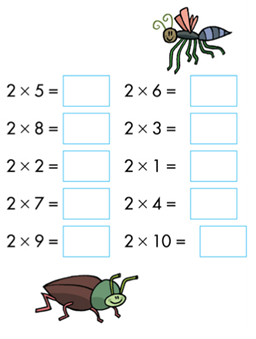 2 × 5 = 2 × 6 =
2 × 8 = 2 × 3 =
2 × 2 = 2 × 1 =
2 × 7 = 2 × 4 =
2 × 9 = 2 × 10 =